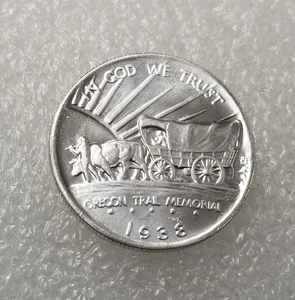 IN GOD WE TRUST
OREGON TRAIL MEMORIAL
1938